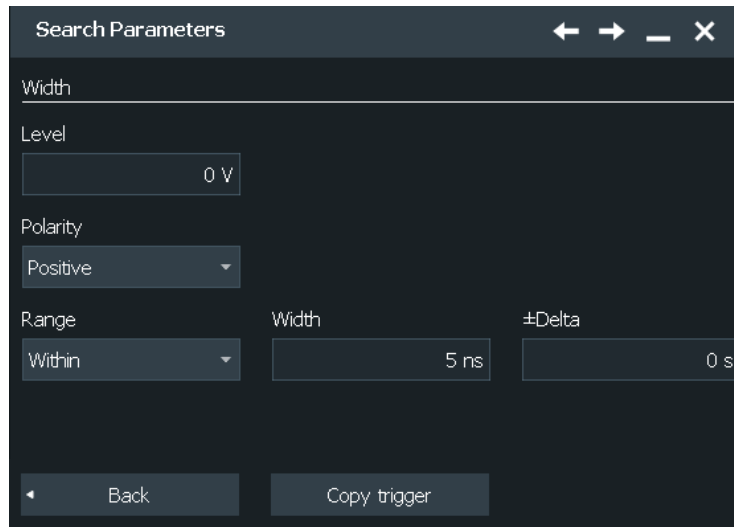 Search Parameters
Width
Level
0 V
Polarity
Positive
Range Width ±Delta
Within 5 ns 0 s
Back Copy trigger